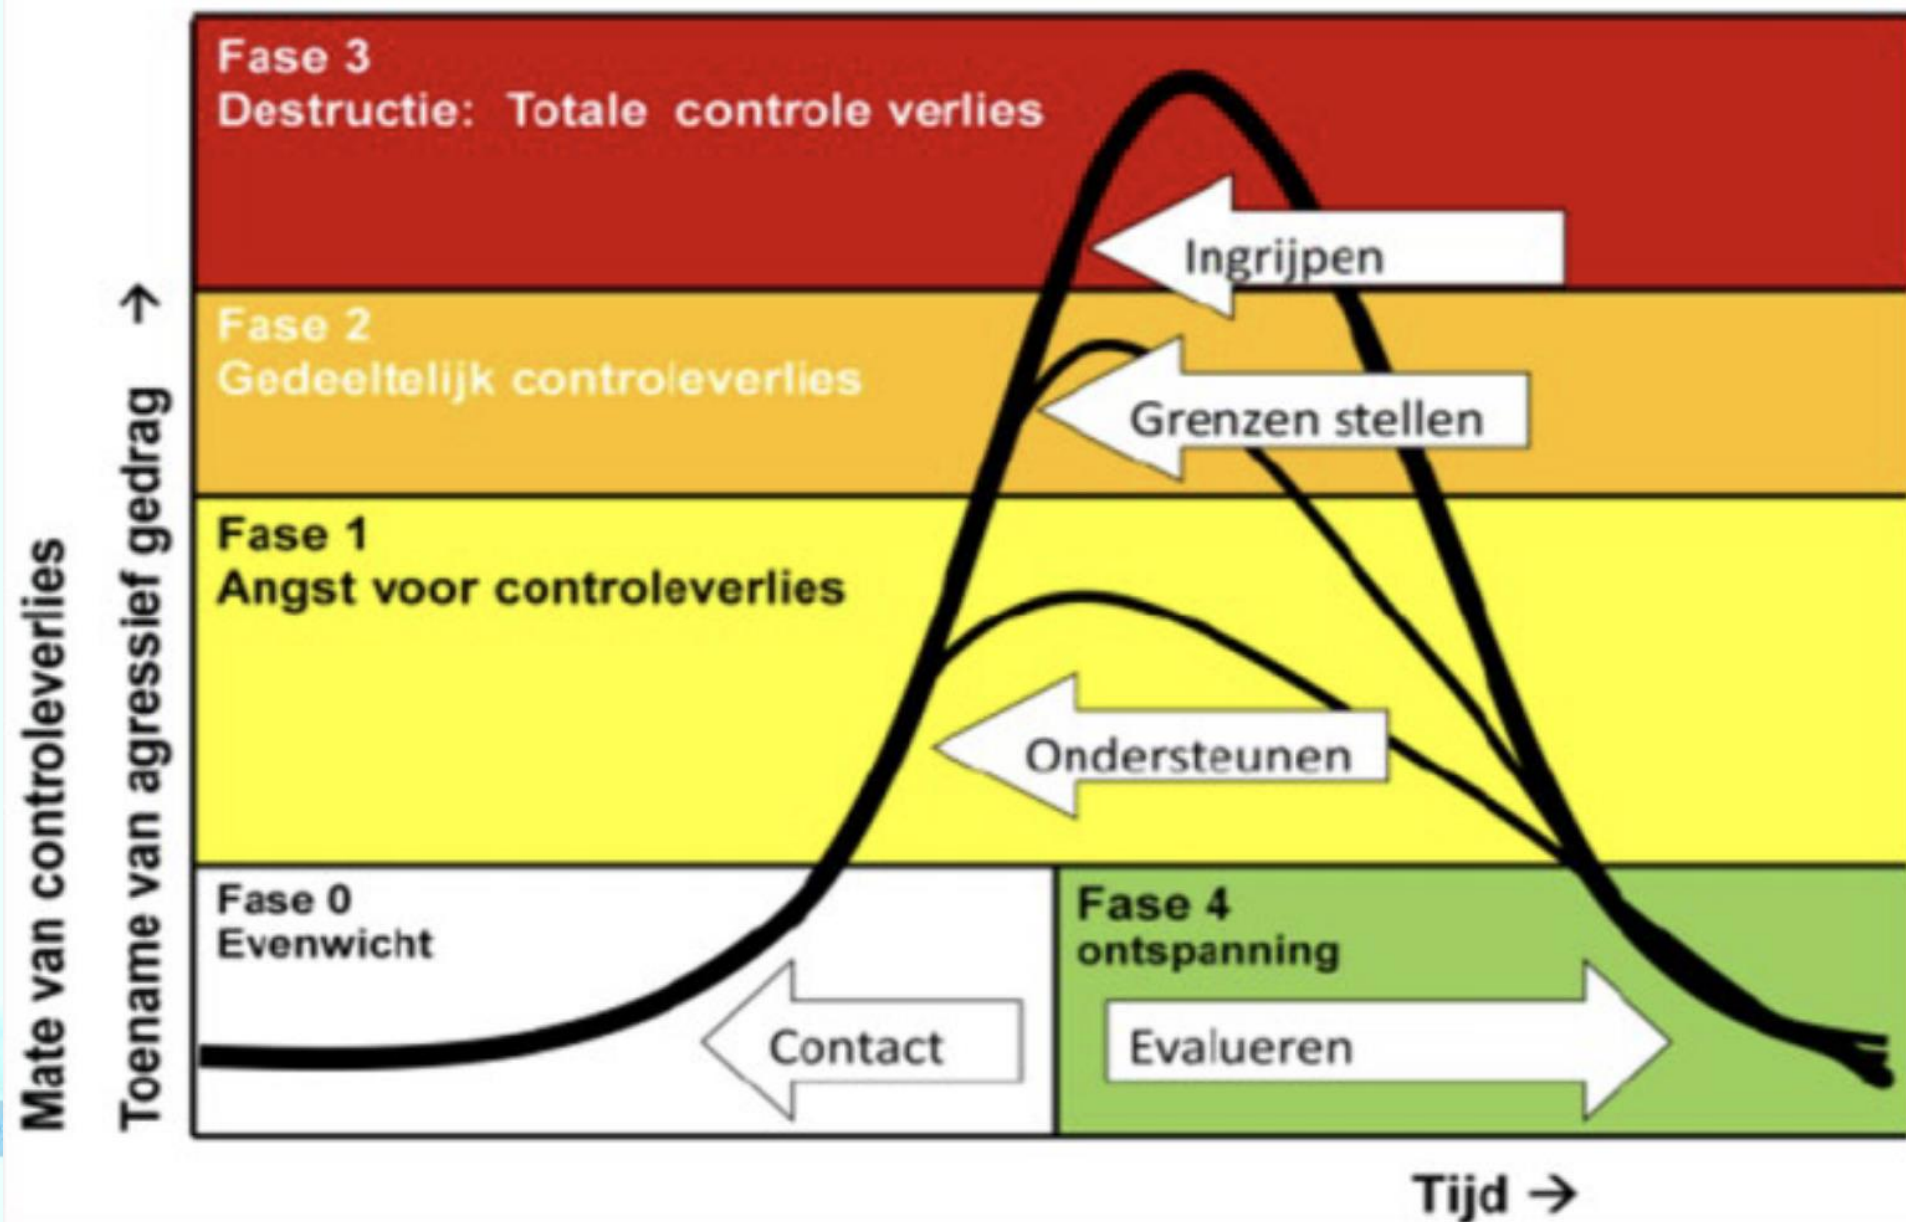 Fase 3
Destructie: Totale controle verlies
Ingrijpen
Fase 2
Gedeeltelijk controleverlies
Grenzen stellen
Fase 1
Angst voor controleverlies
Ondersteunen
Fase 0
Evenwicht
Contact
Fase 4
ontspanning
Evalueren
Mate van controleverlies
Toename van agressief gedrag →
Tijd →